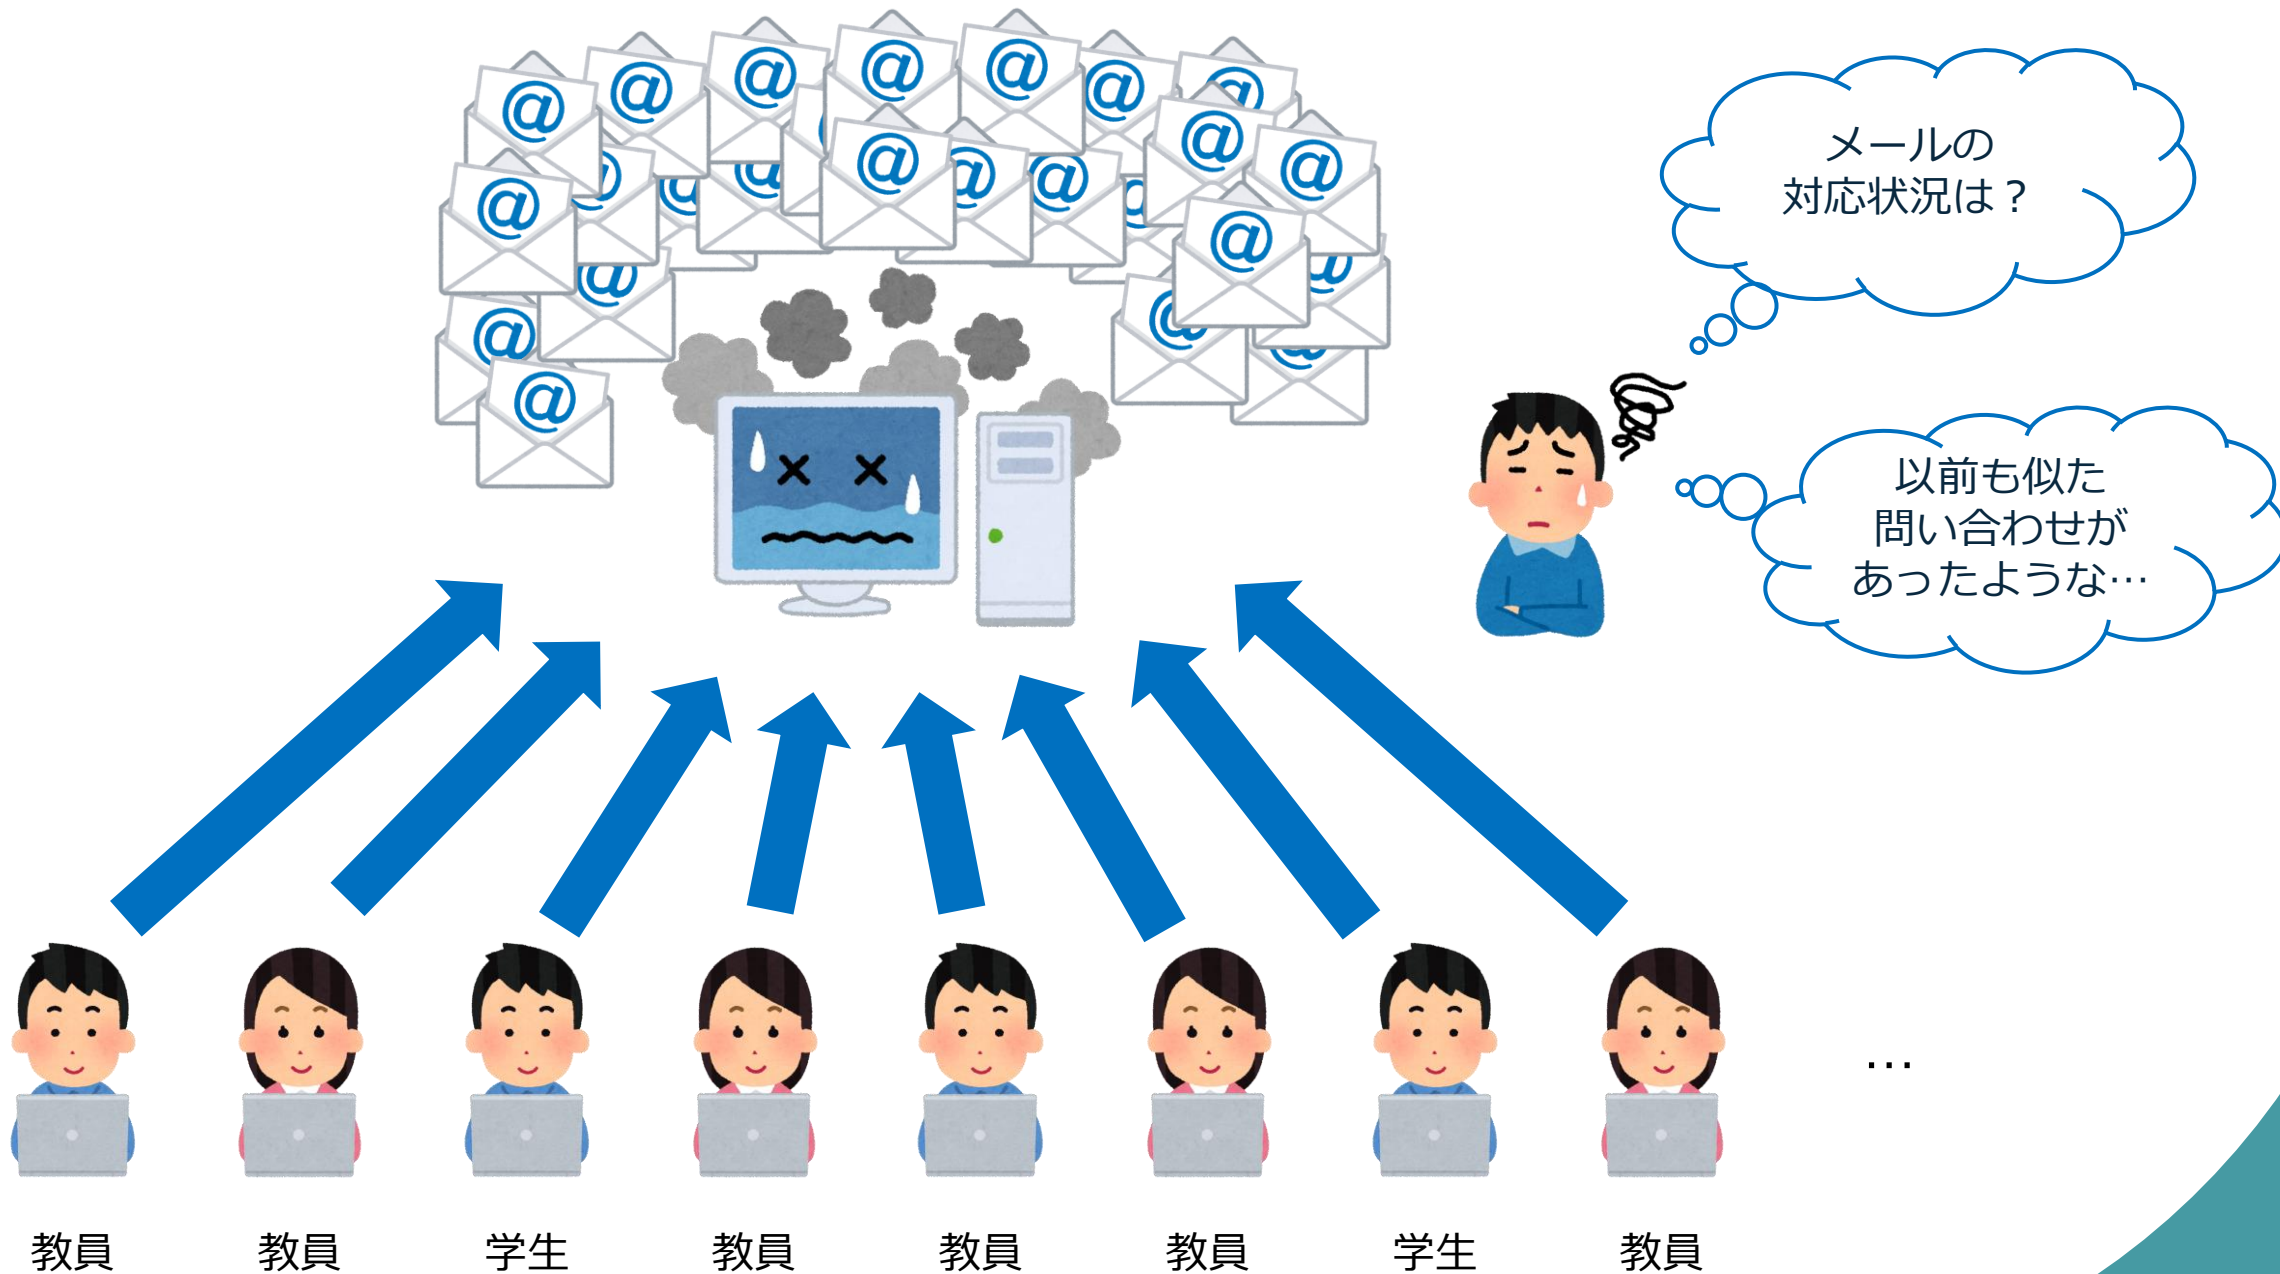 メールの
対応状況は？
以前も似た
問い合わせが
あったような…
…
教員 教員 学生 教員 教員 教員 学生 教員